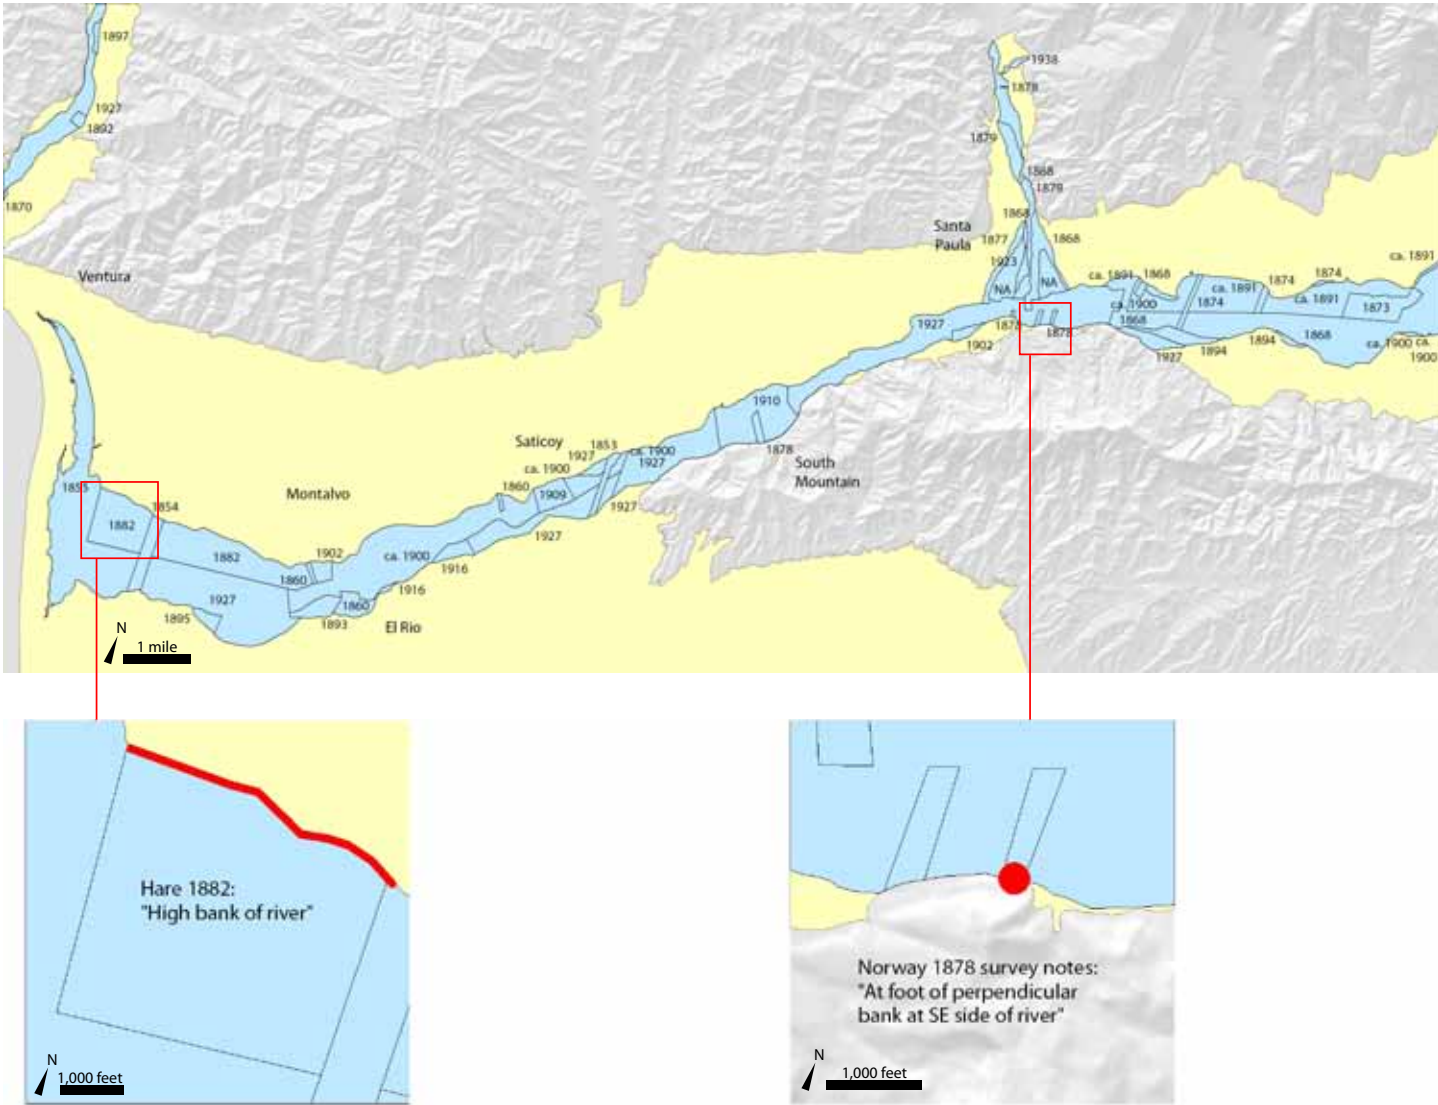 1897
1938
1878
1927
1892
1879
1868
1879
1870
1868
Santa
Paula
1877
1868
1923
ca. 1891
Ventura
ca. 1891
1868
1874
1874
NA
NA
ca. 1891
ca. 1891
ca. 1900
1874
1873
1927
1878
1868
1878
1868
1902
1894
1894
ca. 1900
ca.
1900
1927
1910
Saticoy
1853
1878
1927
ca. 1900
ca. 1900
1927
South
Mountain
1855
1860
1909
Montalvo
1854
1927
1882
1927
1882
1902
ca. 1900
1916
1860
1916
1927
1860
1895
1893
El Rio
N
1 mile
Hare 1882:
"High bank of river"
N
1,000 feet
Norway 1878 survey notes:
"At foot of perpendicular
bank at SE side of river"
N
1,000 feet